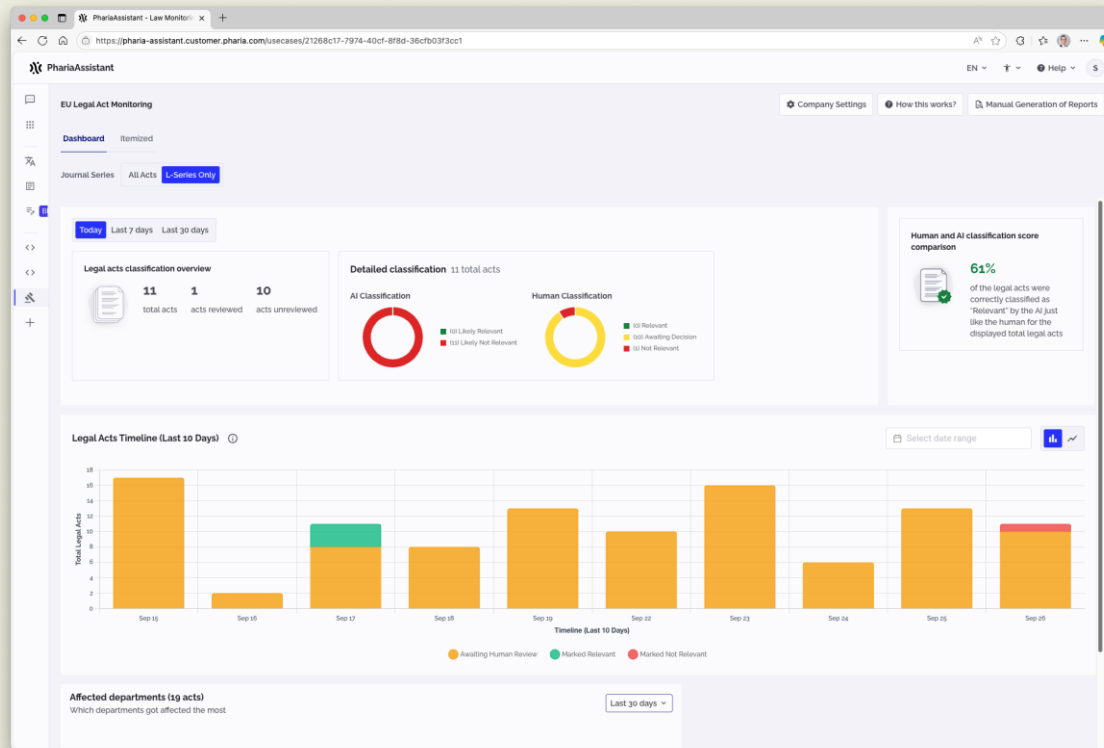 PhariaAssistant - Law Monitorin
https://pharia-assistant.customer.pharia.com/usecases/21268c17-7974-40cf-8f8d-36cfb03f3cc1
PhariaAssistant
EN
Help
S
EU Legal Act Monitoring
Company Settings
How this works?
Manual Generation of Reports
Dashboard
Itemized
Journal Series
All Acts
L-Series Only
Today
Last 7 days
Last 30 days
Legal acts classification overview
11
1
10
total acts
acts reviewed
acts unreviewed
Detailed classification 11 total acts
AI Classification
(0) Likely Relevant
(11) Likely Not Relevant
Human Classification
(0) Relevant
(10) Awaiting Decision
(1) Not Relevant
Human and AI classification score
comparison
61%
of the legal acts were
correctly classified as
"Relevant" by the AI just
like the human for the
displayed total legal acts
Legal Acts Timeline (Last 10 Days)
Select date range
Total Legal Acts
18
16
14
12
10
8
6
4
2
0
Sep 15
Sep 16
Sep 17
Sep 18
Sep 19
Sep 22
Sep 23
Sep 24
Sep 25
Sep 26
Timeline (Last 10 Days)
Awaiting Human Review
Marked Relevant
Marked Not Relevant
Affected departments (19 acts)
Which departments got affected the most
Last 30 days